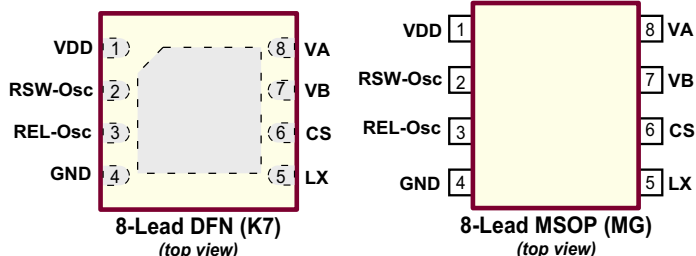 VDD 1 8 VA
RSW-Osc 2 7 VB
REL-Osc 3 6 CS
GND 4 5 LX
8-Lead DFN (K7)
(top view)
VDD 1 8 VA
RSW-Osc 2 7 VB
REL-Osc 3 6 CS
GND 4 5 LX
8-Lead MSOP (MG)
(top view)